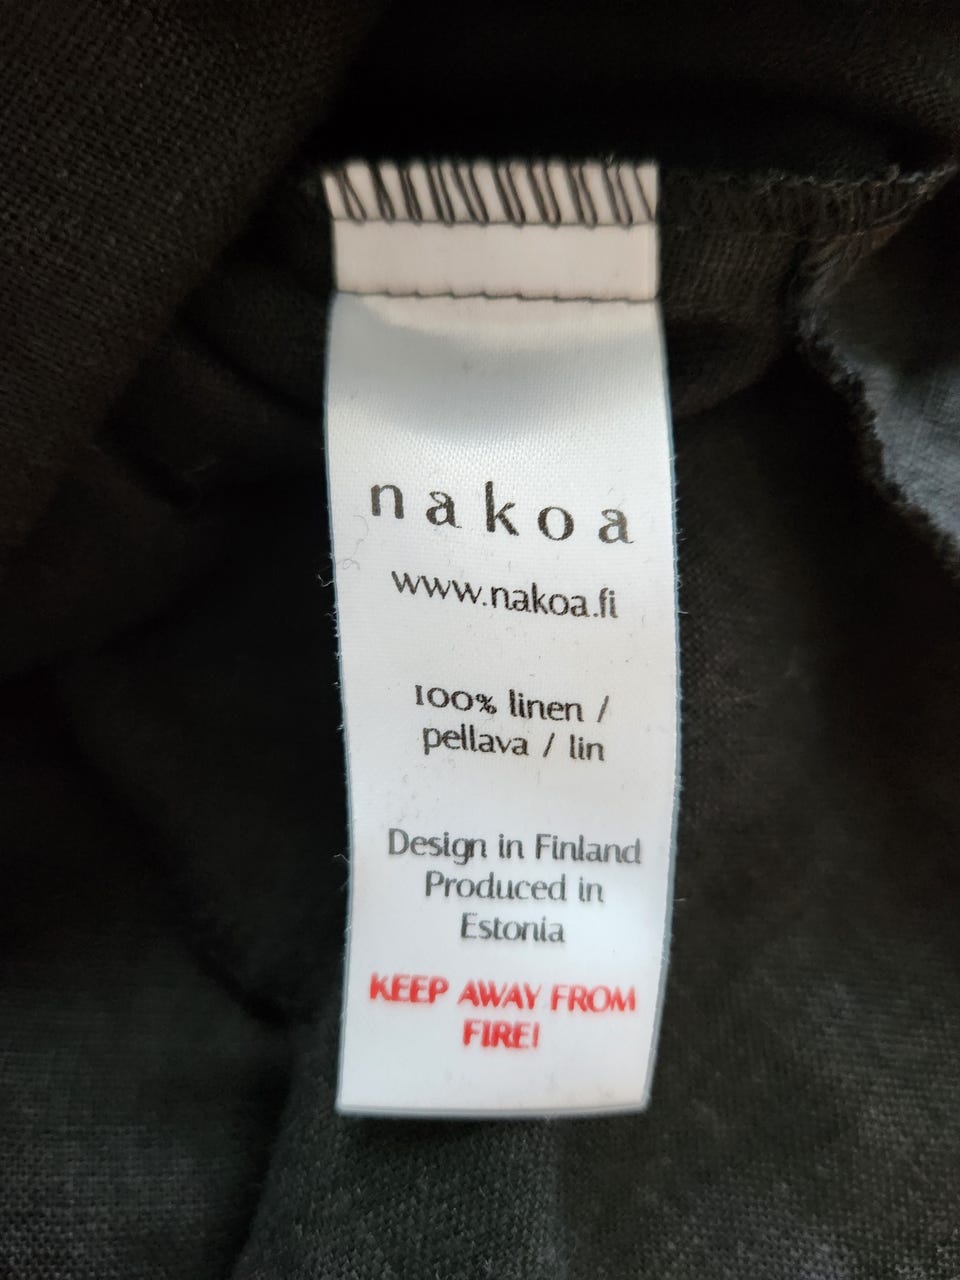 nakoa
www.nakoa.fi
100% linen /
pellava / lin
Design in Finland
Produced in
Estonia
KEEP AWAY FROM
FIRE!